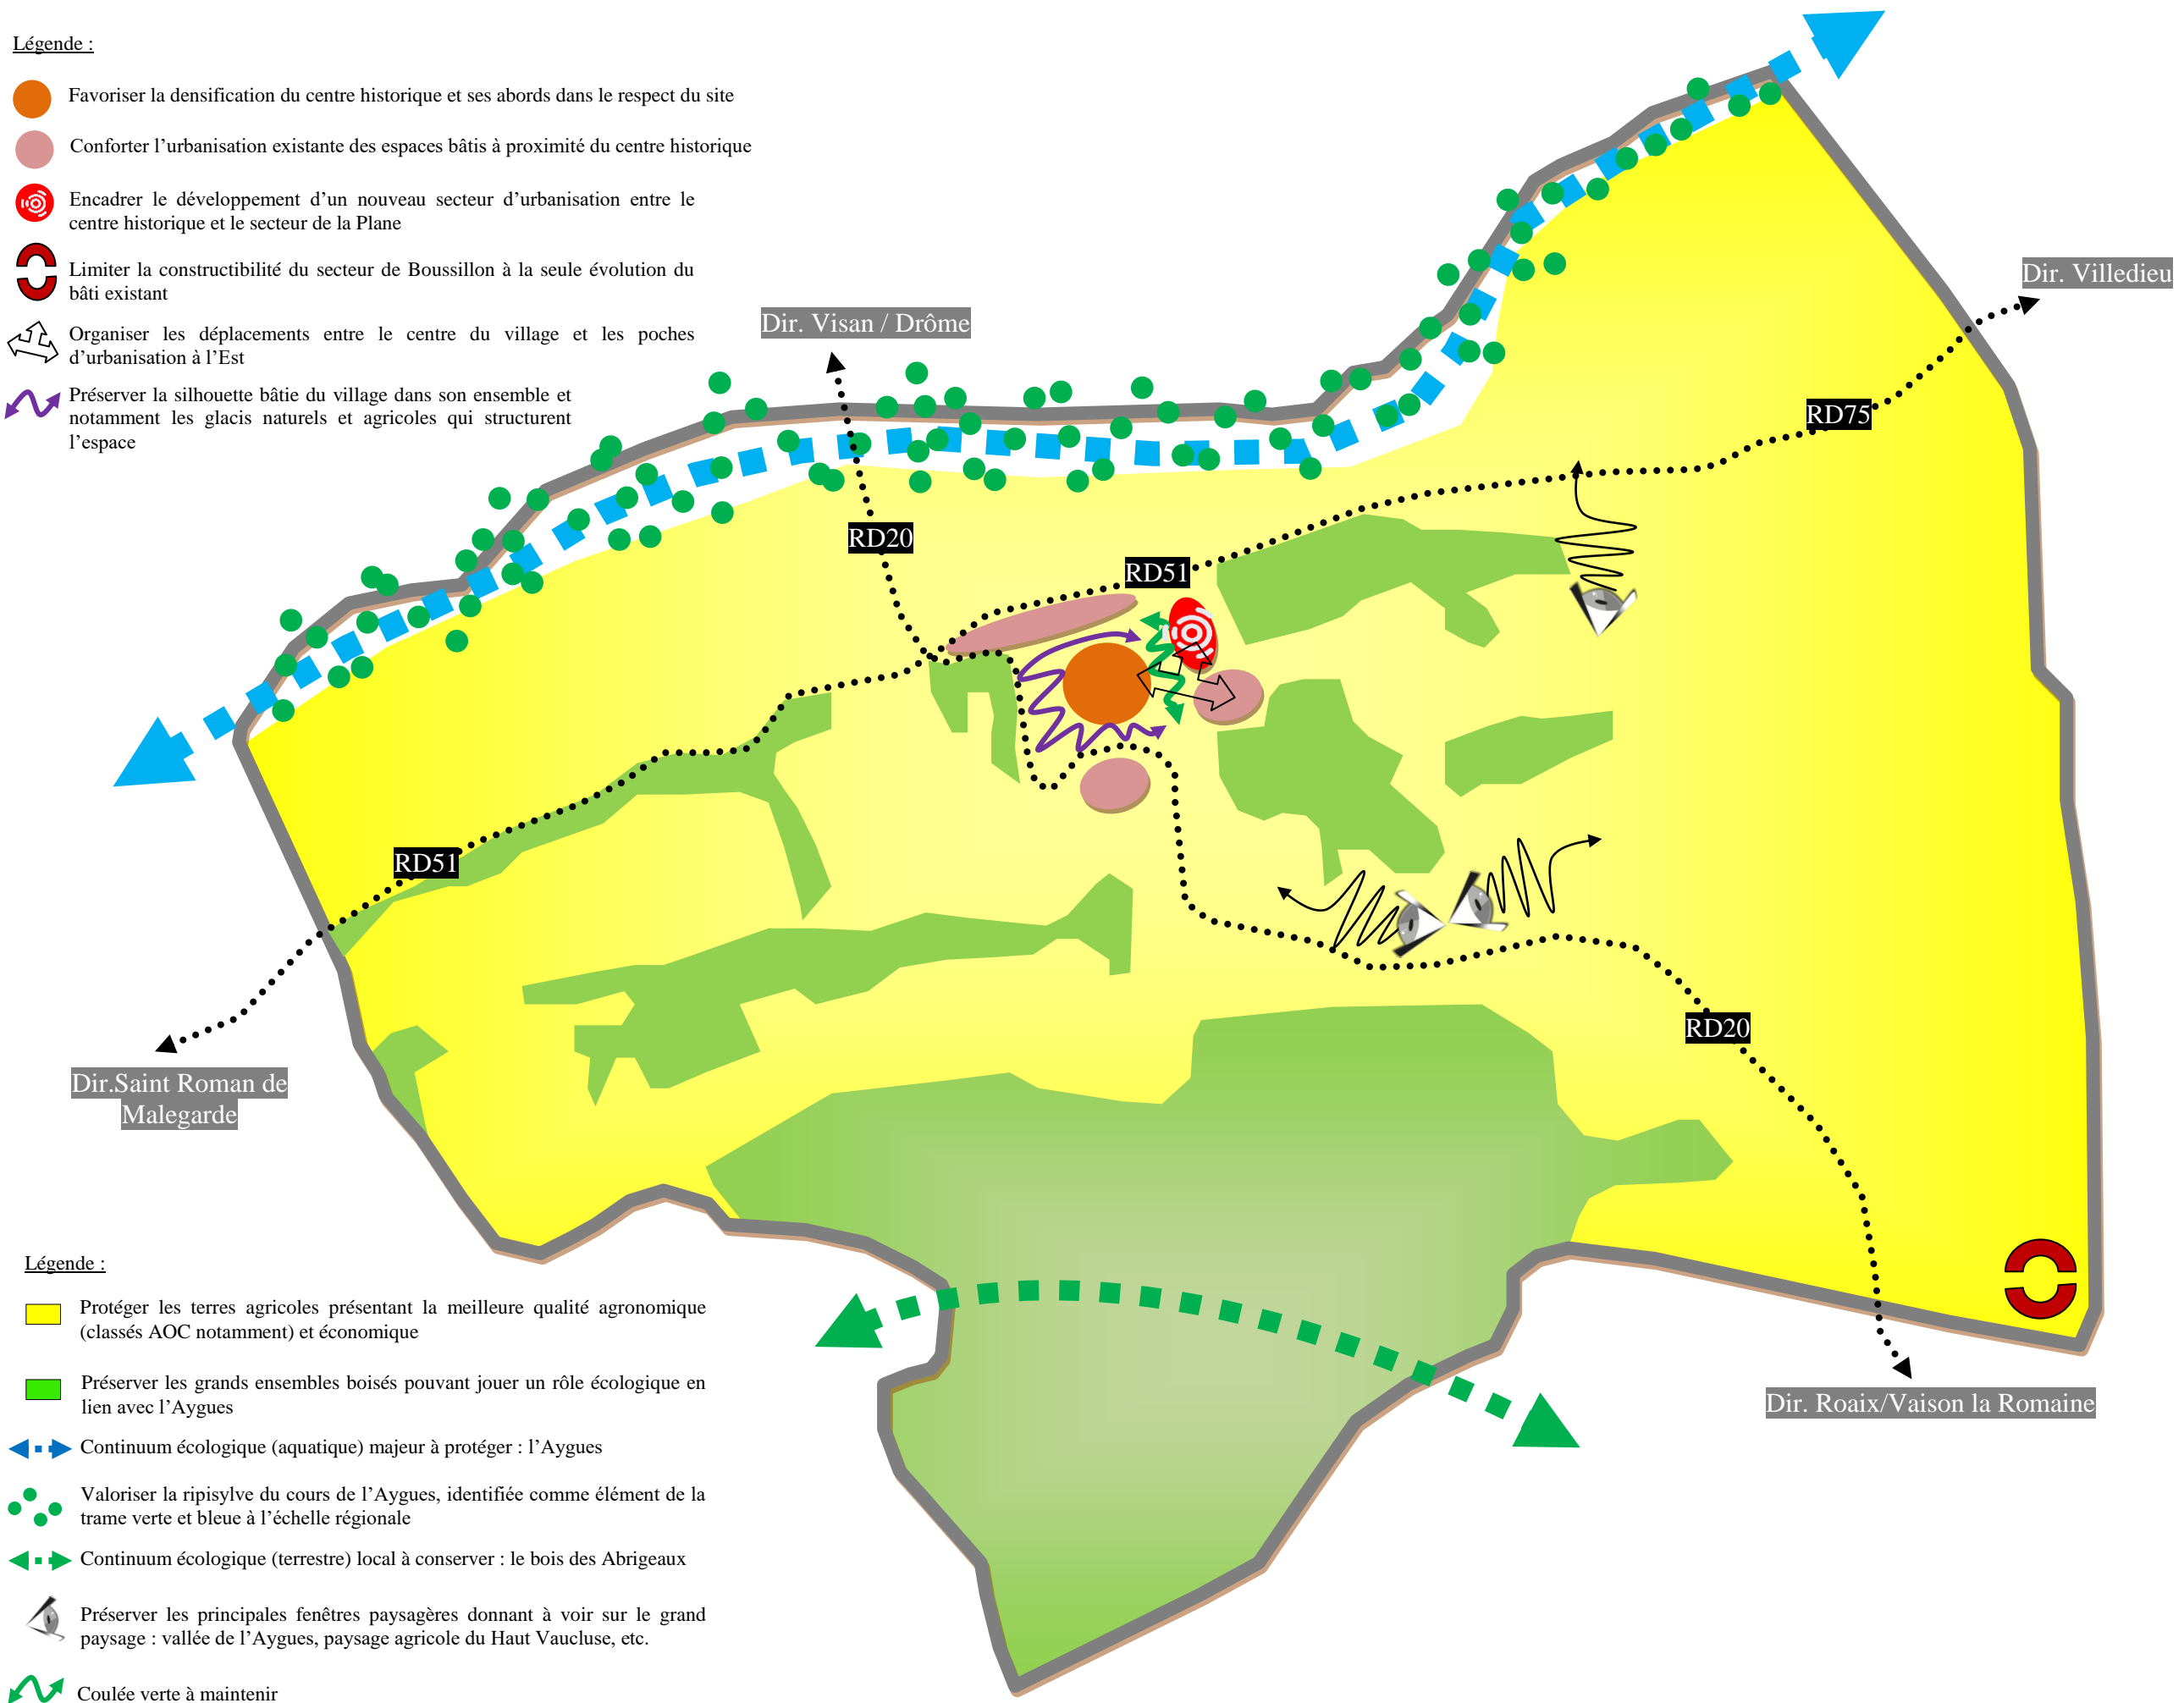 Légende :
Favoriser la densification du centre historique et ses abords dans le respect du site
Conforter l’urbanisation existante des espaces bâtis à proximité du centre historique
Encadrer le développement d’un nouveau secteur d’urbanisation entre le
centre historique et le secteur de la Plane
Limiter la constructibilité du secteur de Boussillon à la seule évolution du
bâti existant
Organiser les déplacements entre le centre du village et les poches
d’urbanisation à l’Est
Préserver la silhouette bâtie du village dans son ensemble et
notamment les glacis naturels et agricoles qui structurent
l’espace
Dir. Visan / Drôme
Dir. Villedieu
RD75
RD20
RD51
RD51
RD20
Dir.Saint Roman de
Malegarde
Dir. Roaix/Vaison la Romaine
Légende :
Protéger les terres agricoles présentant la meilleure qualité agronomique
(classés AOC notamment) et économique
Préserver les grands ensembles boisés pouvant jouer un rôle écologique en
lien avec l’Aygues
Continuum écologique (aquatique) majeur à protéger : l’Aygues
Valoriser la ripisylve du cours de l’Aygues, identifiée comme élément de la
trame verte et bleue à l’échelle régionale
Continuum écologique (terrestre) local à conserver : le bois des Abrigeaux
Préserver les principales fenêtres paysagères donnant à voir sur le grand
paysage : vallée de l’Aygues, paysage agricole du Haut Vaucluse, etc.
Coulée verte à maintenir